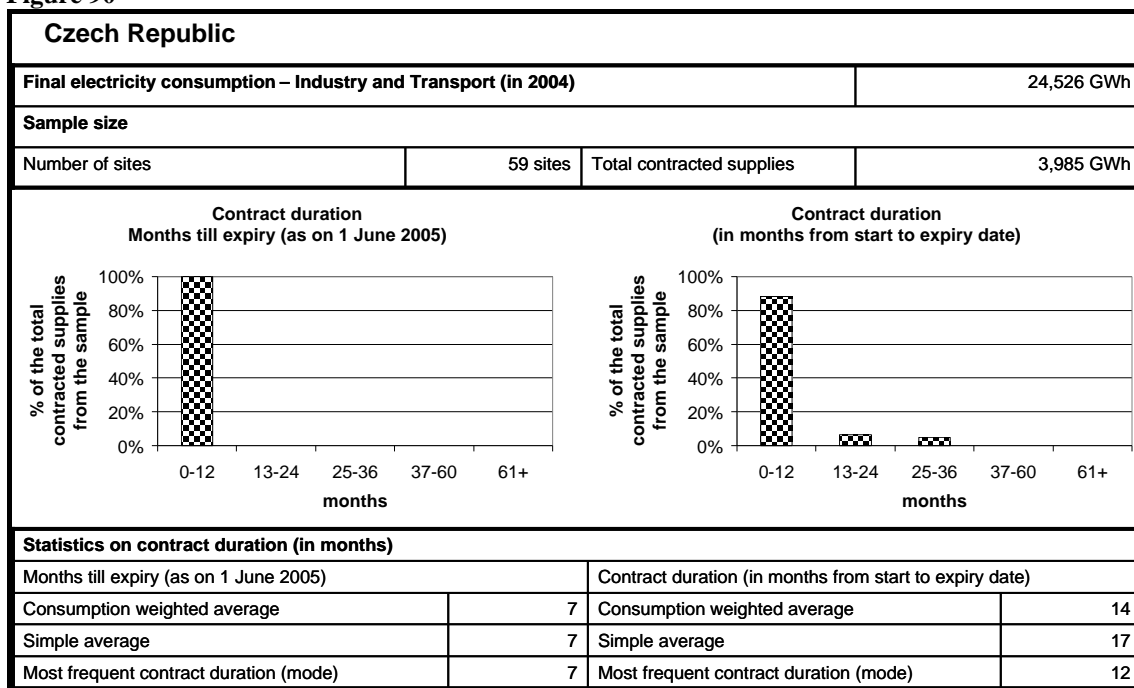 Czech Republic
Final electricity consumption – Industry and Transport (in 2004) 24,526 GWh
Sample size
Number of sites 59 sites Total contracted supplies 3,985 GWh
Contract duration
Months till expiry (as on 1 June 2005)
% of the total
contracted supplies
from the sample
100%
80%
60%
40%
20%
0%
0-12 13-24 25-36 37-60 61+
months
Contract duration
(in months from start to expiry date)
% of the total
contracted supplies
from the sample
100%
80%
60%
40%
20%
0%
0-12 13-24 25-36 37-60 61+
months
Statistics on contract duration (in months)
Months till expiry (as on 1 June 2005) Contract duration (in months from start to expiry date)
Consumption weighted average 7 Consumption weighted average 14
Simple average 7 Simple average 17
Most frequent contract duration (mode) 7 Most frequent contract duration (mode) 12